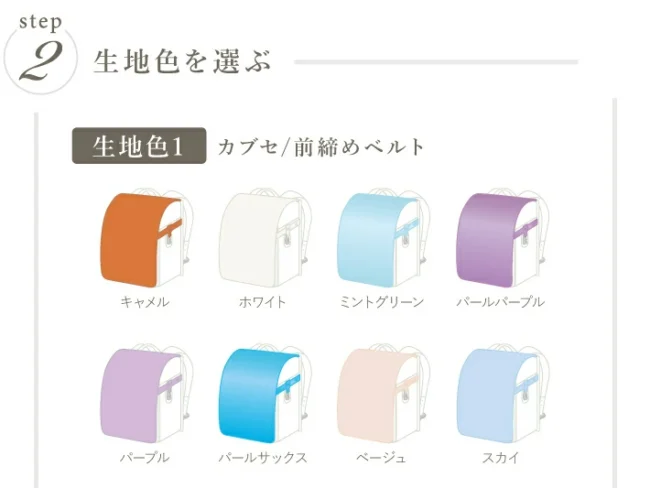 step
2
生地色を選ぶ
生地色1 カブセ/前締めベルト
キャメル ホワイト ミントグリーン パールパープル
パープル パールサックス ベージュ スカイ